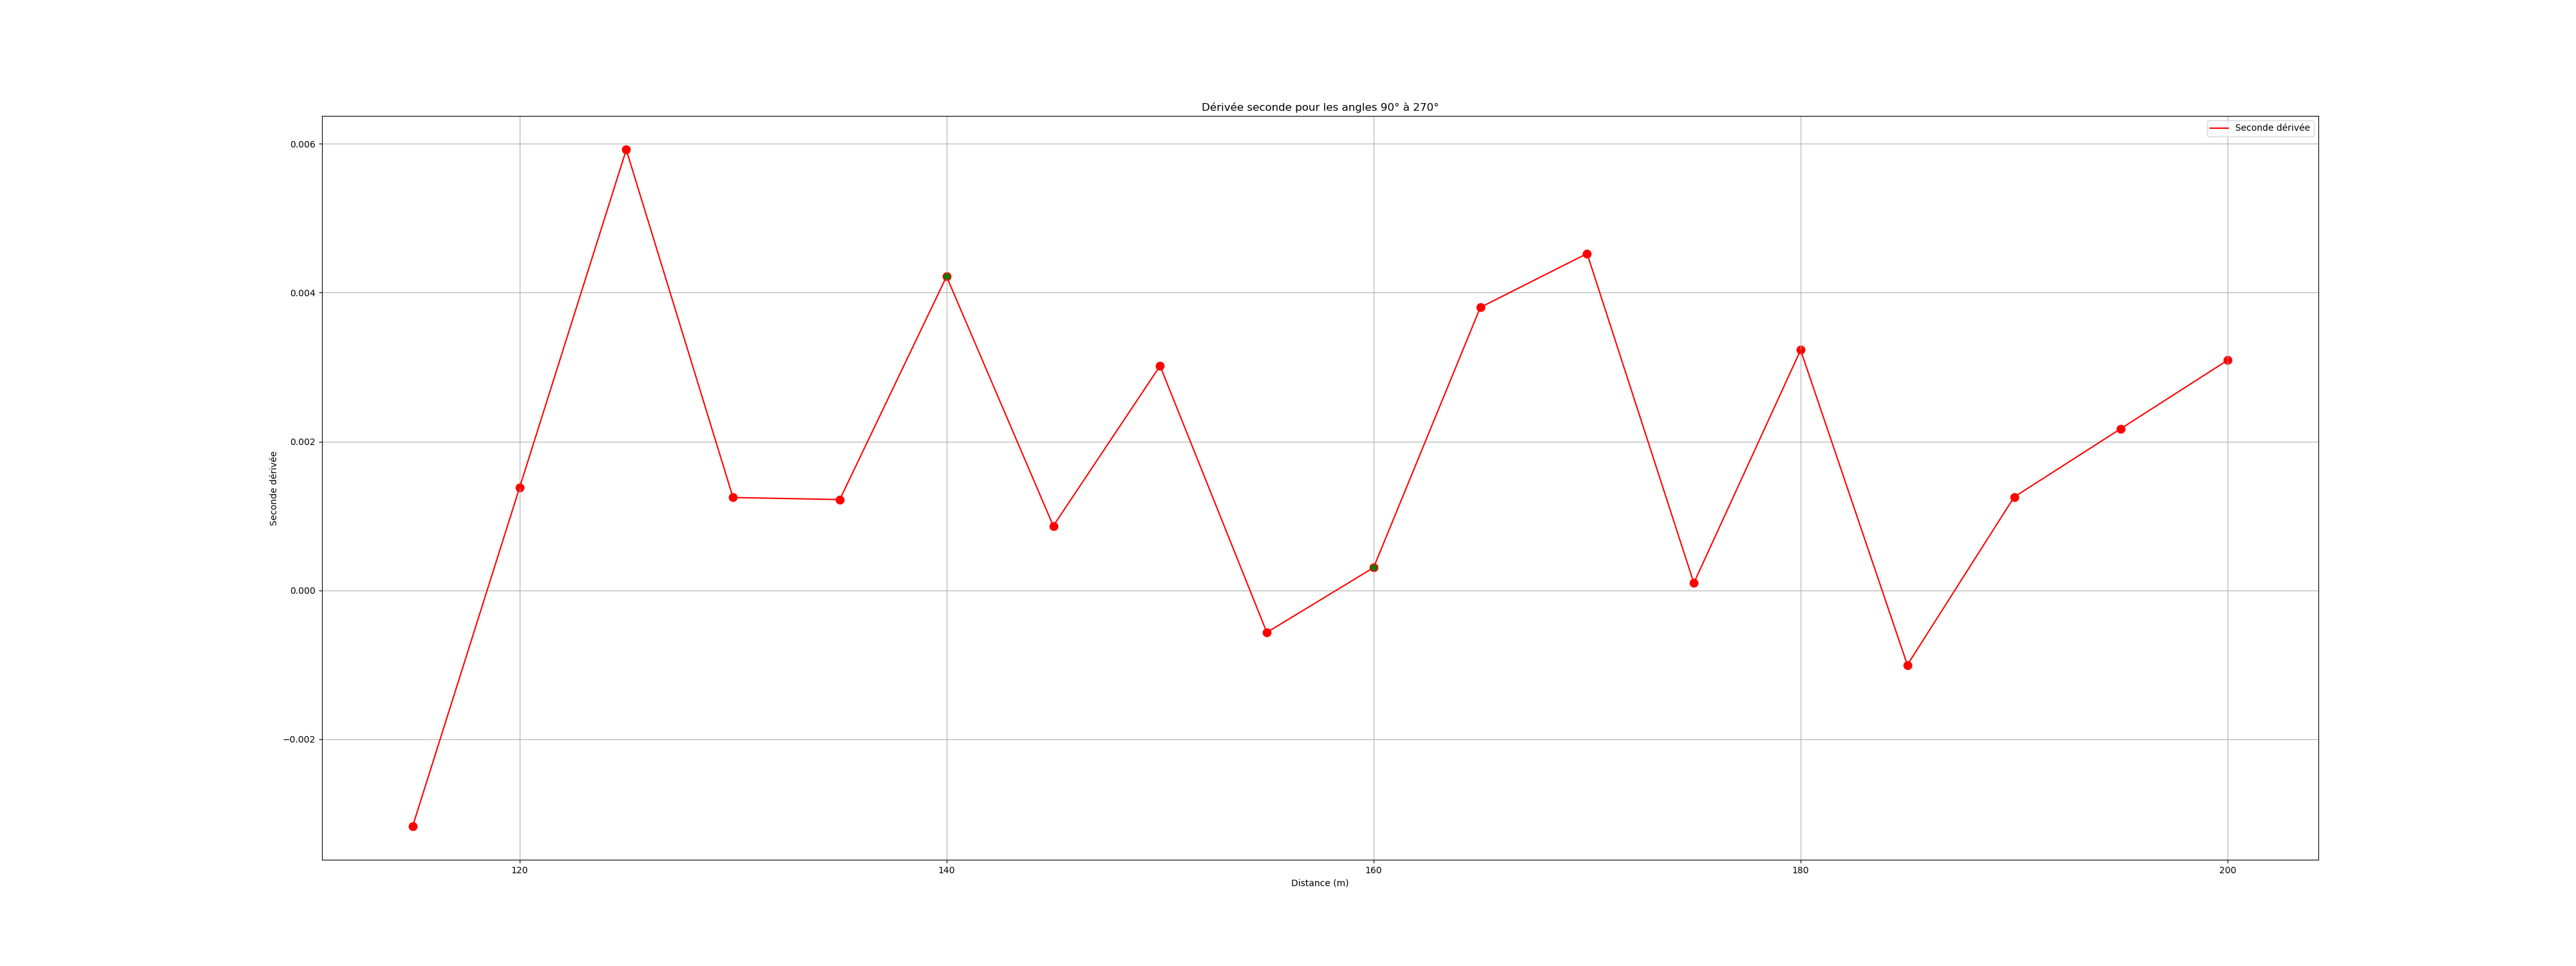 Dérivée seconde pour les angles 90° à 270°
Seconde dérivée
0.006
0.004
0.002
0.000
−0.002
Seconde dérivée
120
140
160
180
200
Distance (m)